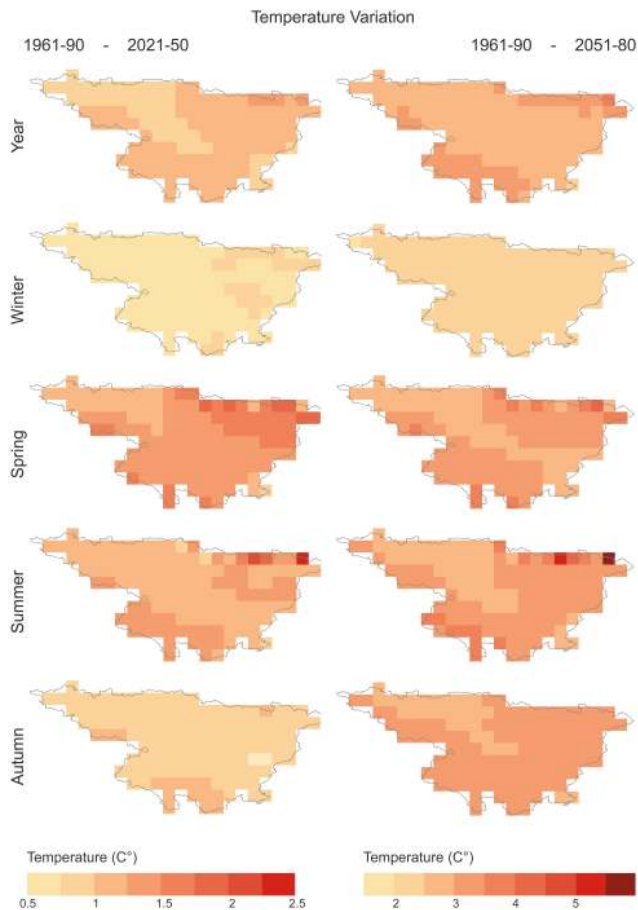 Temperature Variation
1961-90 - 2021-50
1961-90 - 2051-80
Year
Winter
Spring
Summer
Autumn
Temperature (C°)
0.5 1 1.5 2 2.5
Temperature (C°)
2 3 4 5